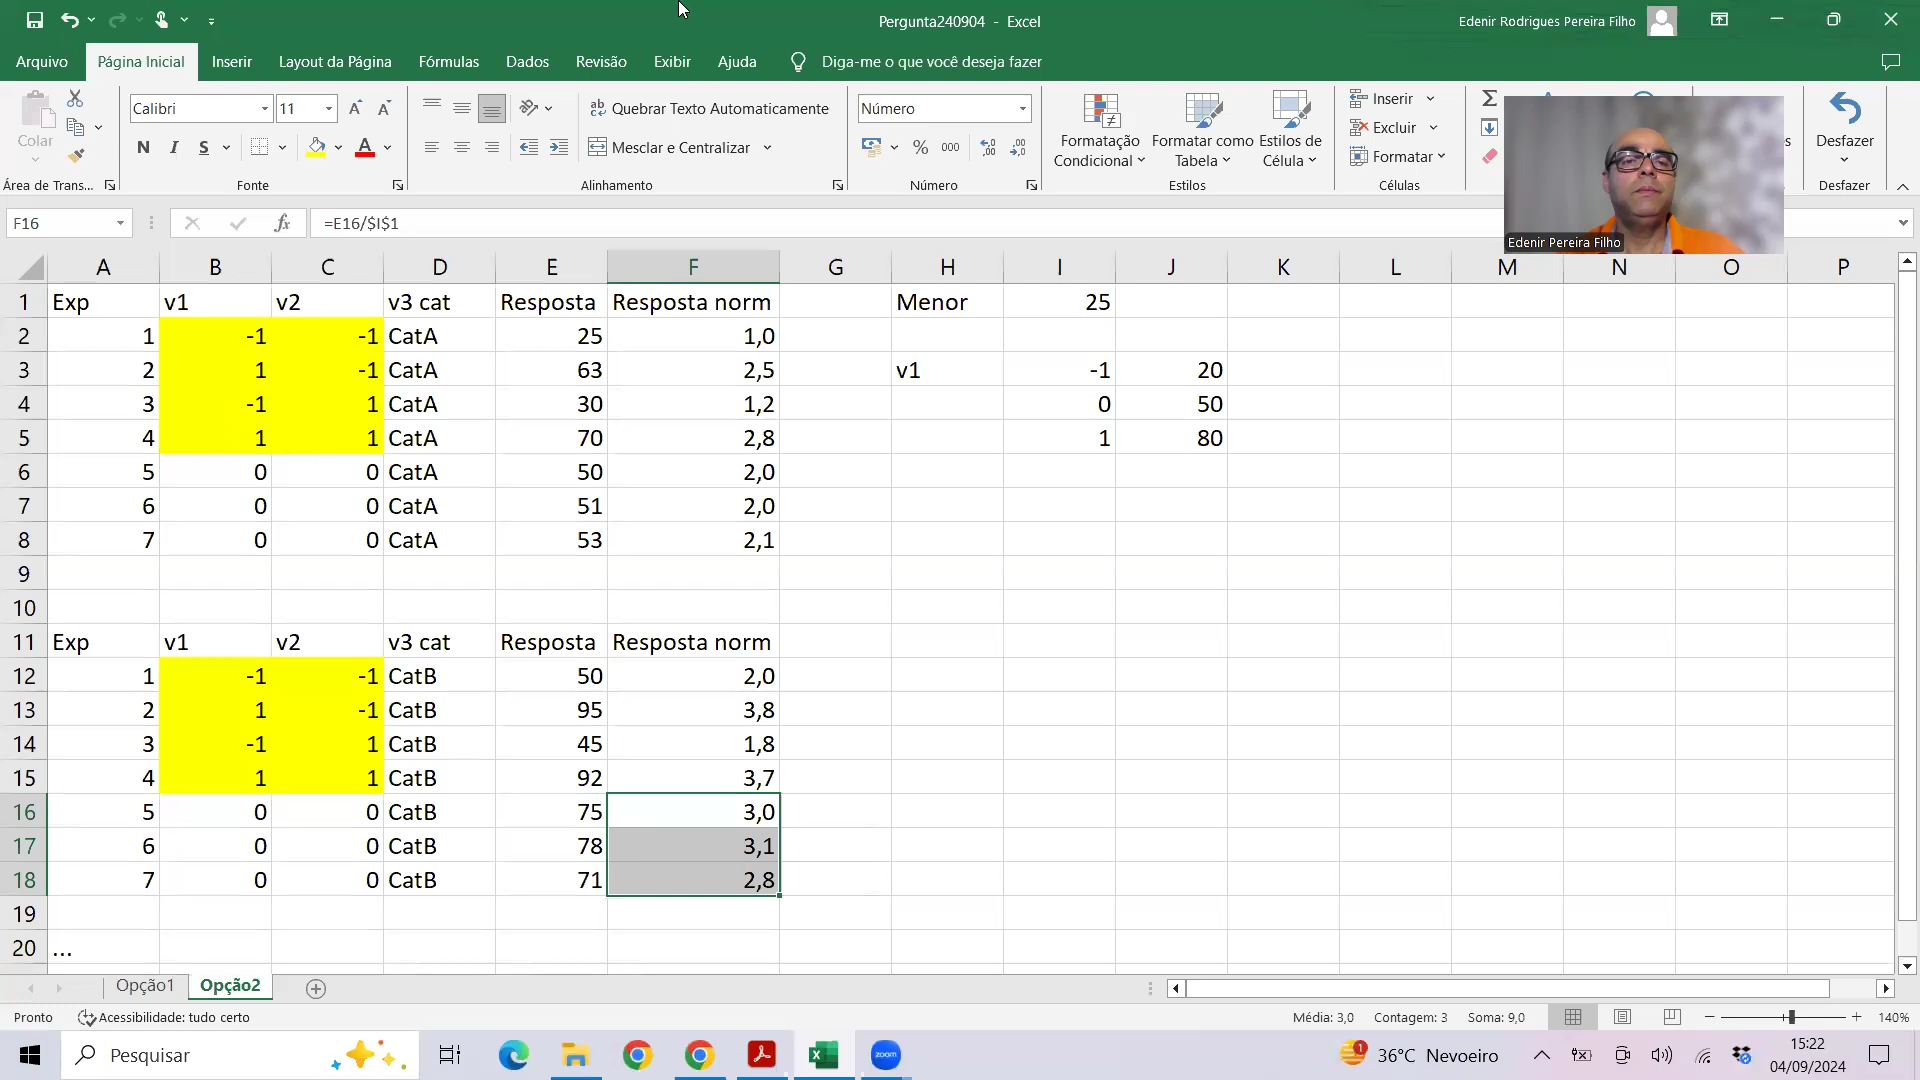 Pergunta240904 - Excel
Edenir Rodrigues Pereira Filho
Arquivo Página Inicial Inserir Layout da Página Fórmulas Dados Revisão Exibir Ajuda Diga-me o que você deseja fazer
Colar
Área de Trans...
Calibri 11
N I S
Fonte
Quebrar Texto Automaticamente
Mesclar e Centralizar
Alinhamento
Número
% 000
Número
Formatação Condicional
Formatar como Tabela
Estilos de Célula
Estilos
Inserir
Excluir
Formatar
Células
Desfazer
Desfazer
Edenir Pereira Filho
F16 fx =E16/$I$1
A B C D E F G H I J K L M N O P
1 Exp v1 v2 v3 cat Resposta Resposta norm Menor 25
2 1 -1 -1 CatA 25 1,0
3 2 1 -1 CatA 63 2,5 v1 -1 20
4 3 -1 1 CatA 30 1,2 0 50
5 4 1 1 CatA 70 2,8 1 80
6 5 0 0 CatA 50 2,0
7 6 0 0 CatA 51 2,0
8 7 0 0 CatA 53 2,1
9
10
11 Exp v1 v2 v3 cat Resposta Resposta norm
12 1 -1 -1 CatB 50 2,0
13 2 1 -1 CatB 95 3,8
14 3 -1 1 CatB 45 1,8
15 4 1 1 CatB 92 3,7
16 5 0 0 CatB 75 3,0
17 6 0 0 CatB 78 3,1
18 7 0 0 CatB 71 2,8
19
20 ...
Opção1 Opção2
Pronto Acessibilidade: tudo certo Média: 3,0 Contagem: 3 Soma: 9,0 140%
Pesquisar zoom 36°C Nevoeiro 15:22
04/09/2024